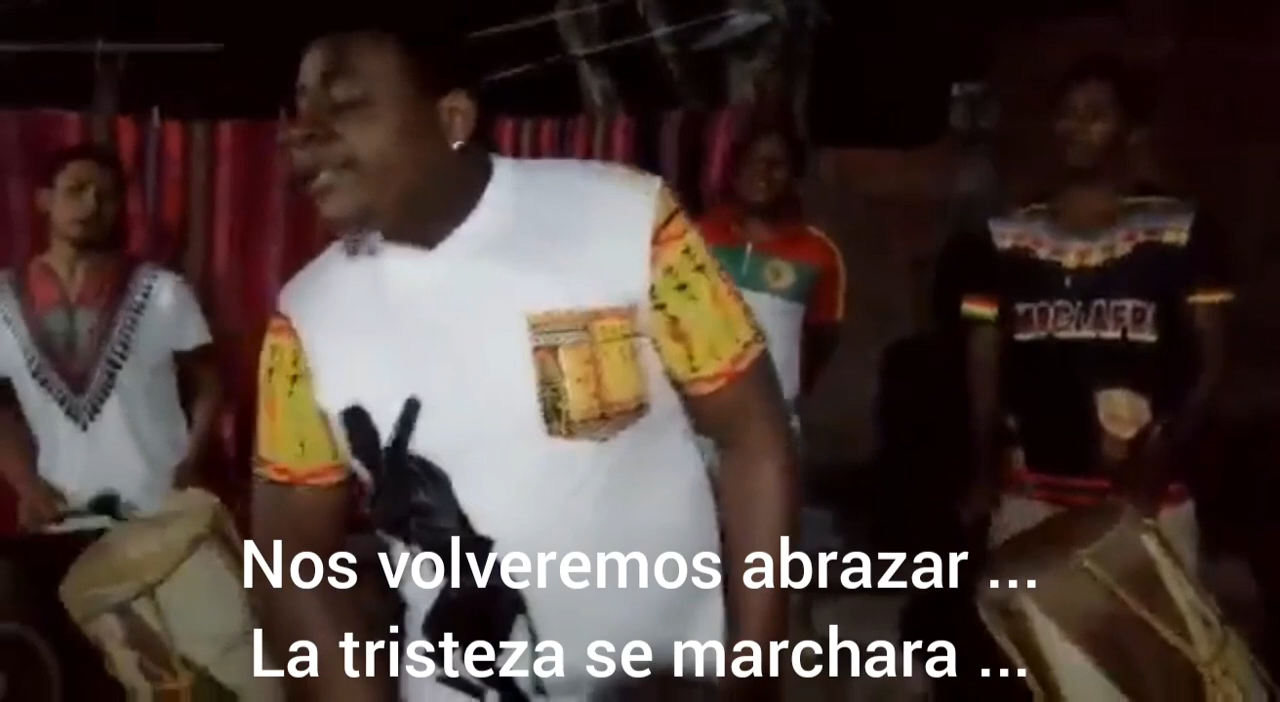 Nos volveremos abrazar ...
La tristeza se marchara ...